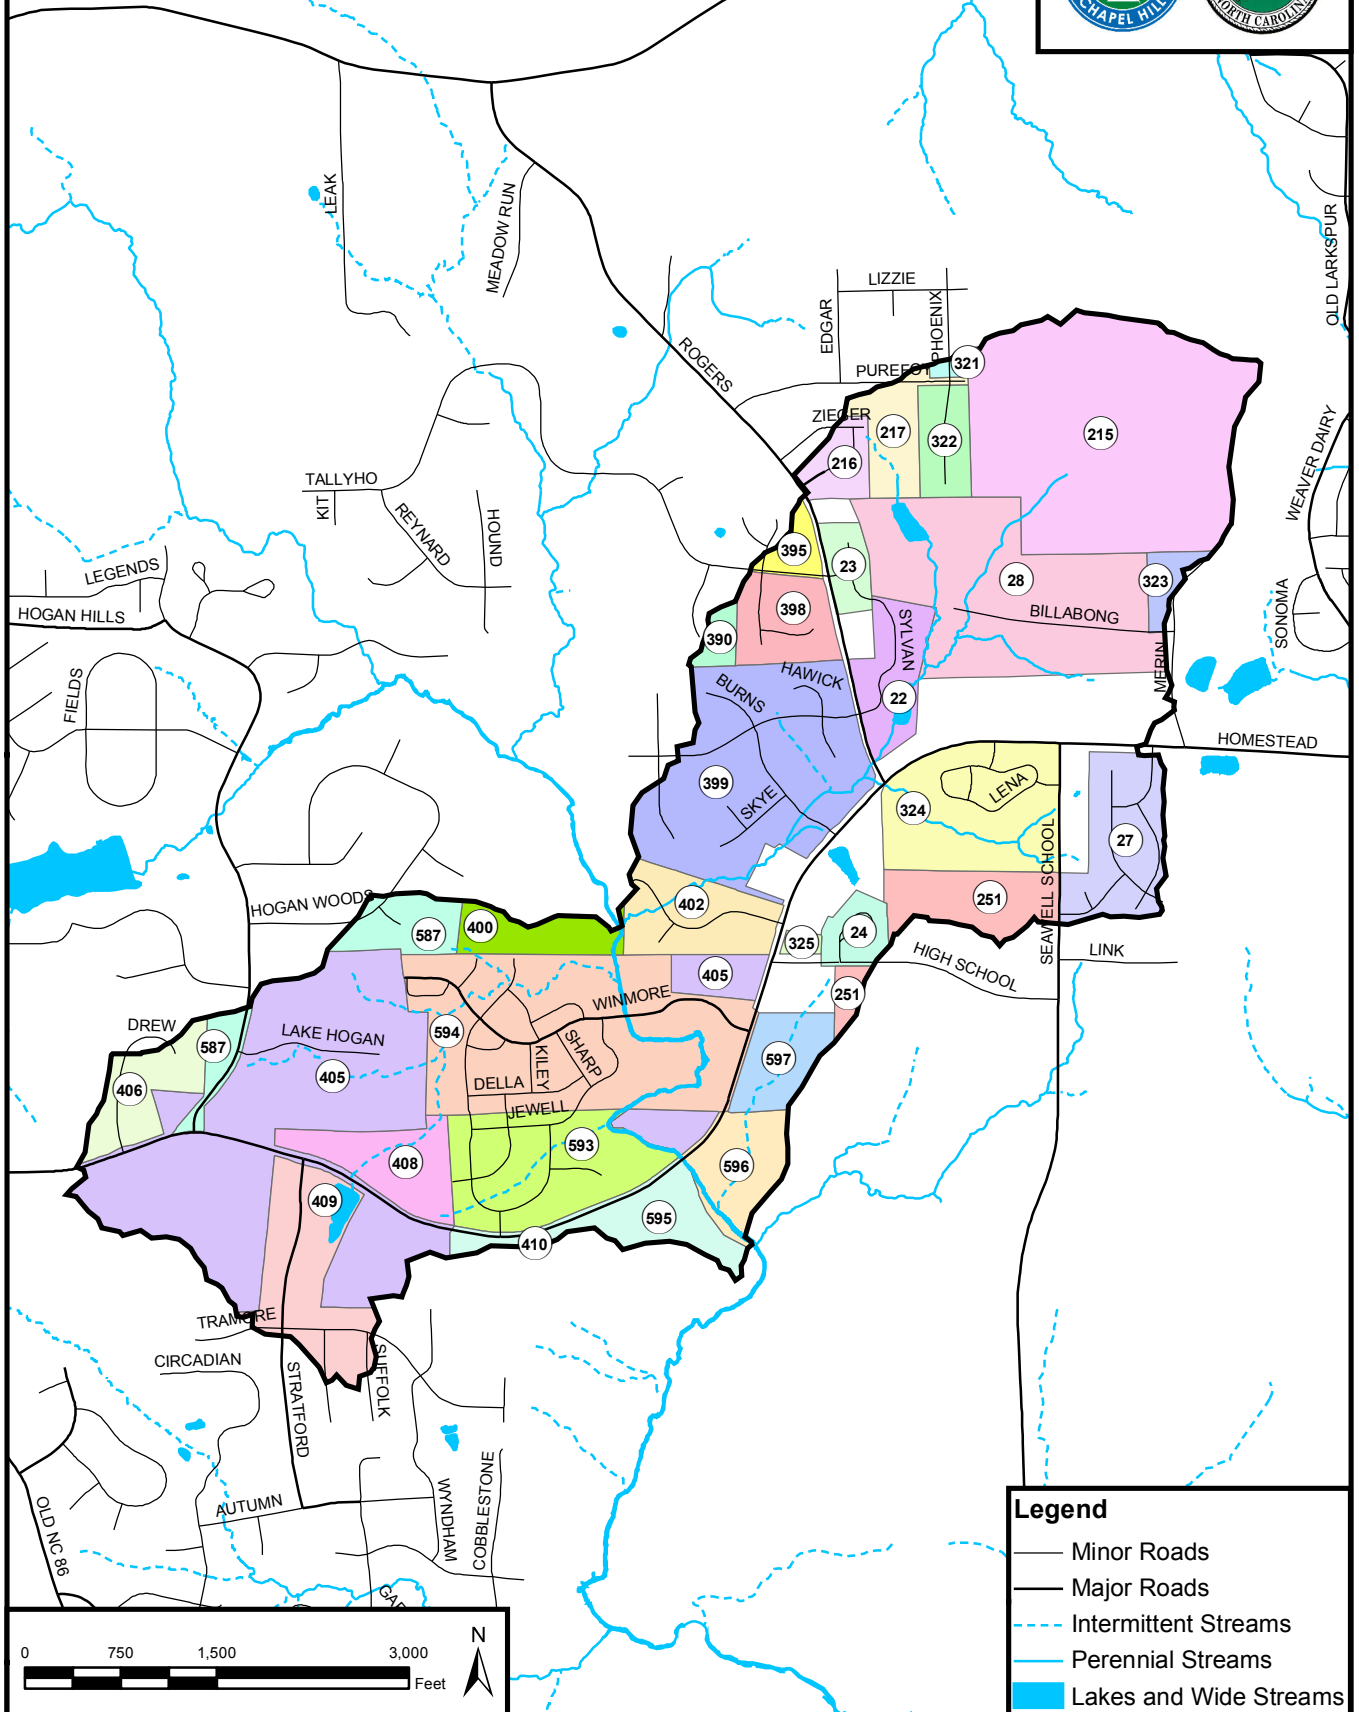 CHAPEL HILL
NORTH CAROLINA
LEAK
MEADOW RUN
OLD LARKSPUR
LIZZIE
EDGAR
PHOENIX
ROGERS
321
PUREFOY
ZIEGER
217
322
215
216
WEAVER DAIRY
TALLYHO
KIT
REYNARD
HOUND
395
23
28
323
LEGENDS
HOGAN HILLS
398
BILLABONG
SONOMA
390
SYLVAN
MERIN
FIELDS
HAWICK
BURNS
22
HOMESTEAD
399
SKYE
LENA
324
27
SEAWELL SCHOOL
HOGAN WOODS
402
251
587
400
325
24
HIGH SCHOOL
LINK
405
251
WINMORE
DREW
587
LAKE HOGAN
594
SHARP
KILEY
597
405
406
DELLA
JEWELL
593
408
596
409
595
410
TRAMORE
CIRCADIAN
SUFFOLK
STRATFORD
WYNDHAM
COBBLESTONE
AUTUMN
OLD NC 86
Legend
Minor Roads
Major Roads
Intermittent Streams
Perennial Streams
Lakes and Wide Streams
0 750 1,500 3,000
Feet
N